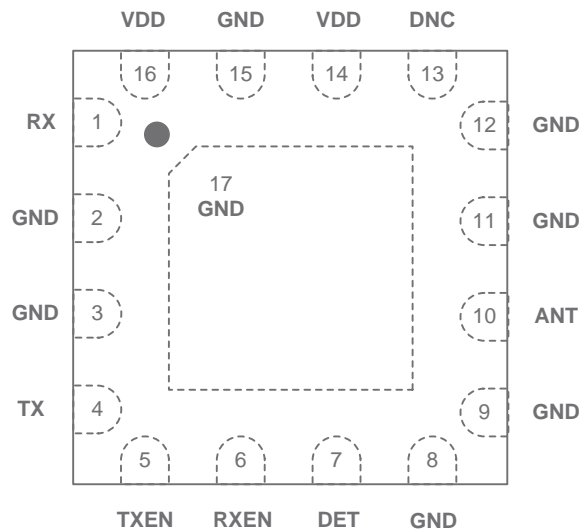 VDD GND VDD DNC
16 15 14 13
RX 1 12 GND
17
GND
GND 2 11 GND
GND 3 10 ANT
TX 4 9 GND
5 6 7 8
TXEN RXEN DET GND